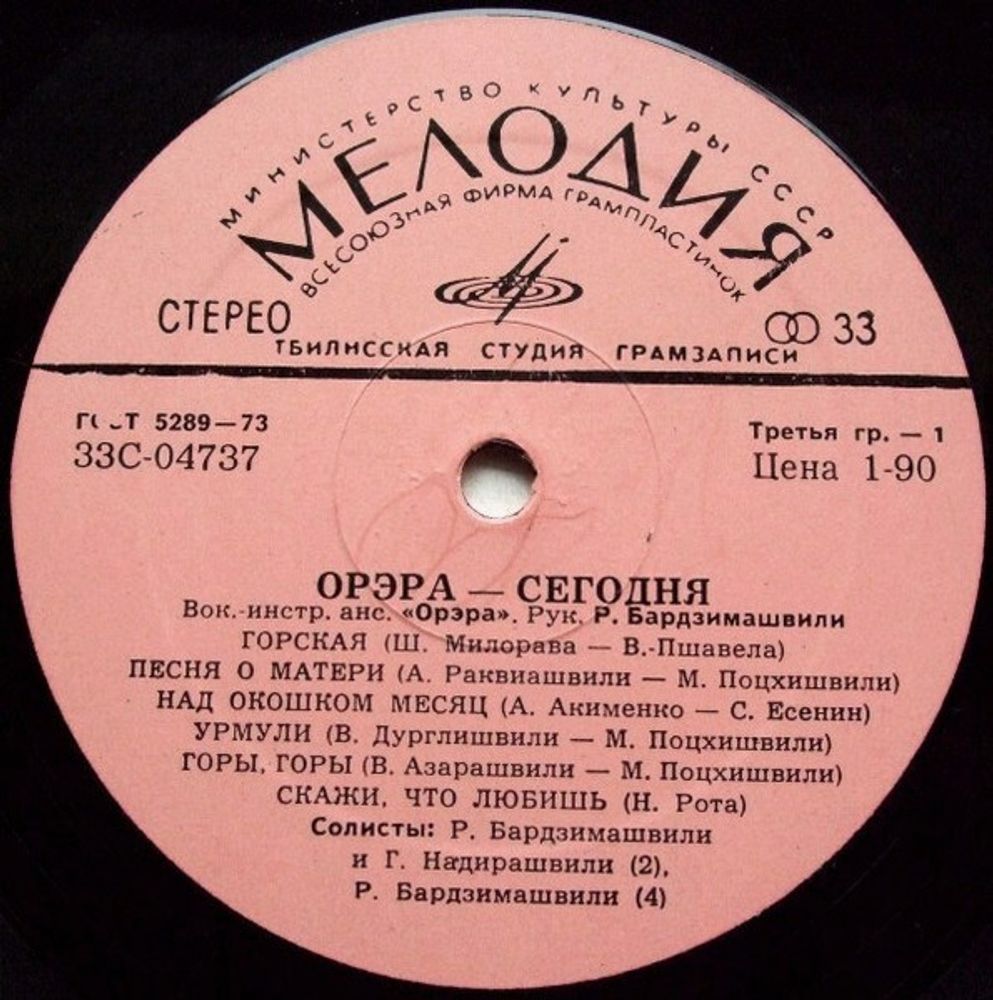 МИНИСТЕРСТВО КУЛЬТУРЫ СССР
МЕЛОДИЯ
ВСЕСОЮЗНАЯ ФИРМА ГРАМПЛАСТИНОК
СТЕРЕО
33
ТБИЛИССКАЯ СТУДИЯ ГРАМЗАПИСИ
ГОСТ 5289—73
33С-04737
Третья гр. — 1
Цена 1-90
ОРЭРА — СЕГОДНЯ
Вок.-инстр. анс. «Орэра». Рук. Р. Бардзимашвили
ГОРСКАЯ (Ш. Милорава — В.-Пшавела)
ПЕСНЯ О МАТЕРИ (А. Раквиашвили — М. Поцхишвили)
НАД ОКОШКОМ МЕСЯЦ (А. Акименко — С. Есенин)
УРМУЛИ (В. Дурглишвили — М. Поцхишвили)
ГОРЫ, ГОРЫ (В. Азарашвили — М. Поцхишвили)
СКАЖИ, ЧТО ЛЮБИШЬ (Н. Рота)
Солисты: Р. Бардзимашвили
и Г. Надирашвили (2),
Р. Бардзимашвили (4)